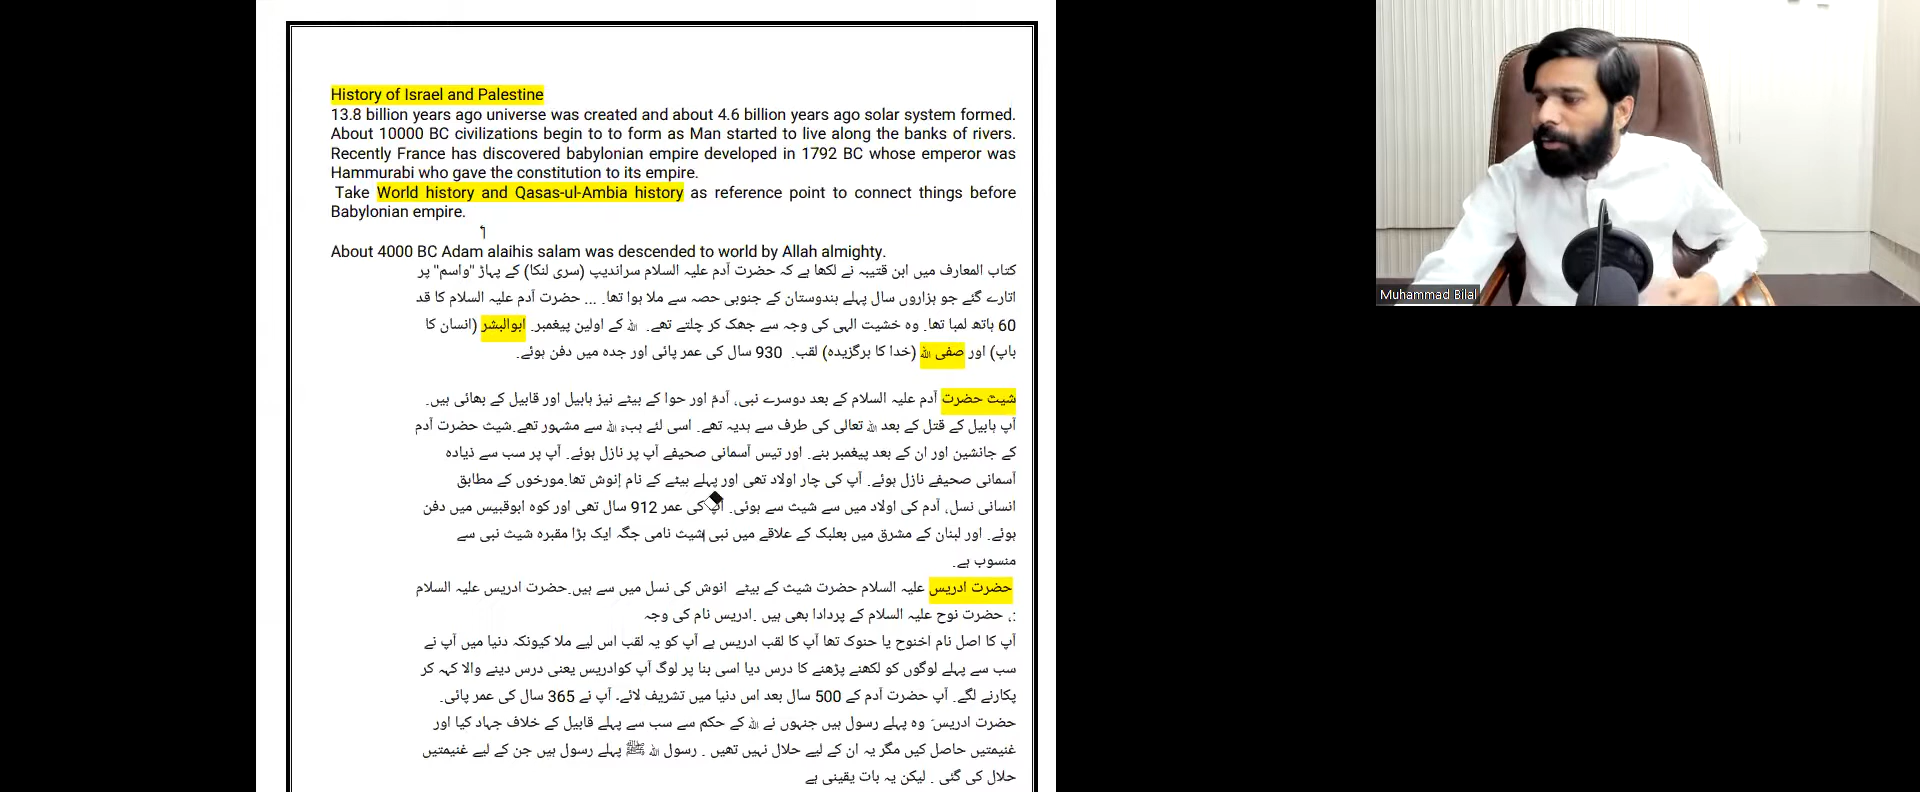 History of Israel and Palestine
13.8 billion years ago universe was created and about 4.6 billion years ago solar system formed.
About 10000 BC civilizations begin to to form as Man started to live along the banks of rivers.
Recently France has discovered babylonian empire developed in 1792 BC whose emperor was
Hammurabi who gave the constitution to its empire.
Take World history and Qasas-ul-Ambia history as reference point to connect things before
Babylonian empire.
About 4000 BC Adam alaihis salam was descended to world by Allah almighty.
کتاب المعارف میں ابن قتیبہ نے لکھا ہے کہ حضرت آدم علیہ السلام سراندیپ (سری لنکا) کے پہاڑ "واسم" پر
اتارے گئے جو ہزاروں سال پہلے ہندوستان کے جنوبی حصہ سے ملا ہوا تھا۔ ... حضرت آدم علیہ السلام کا قد
60 ہاتھ لمبا تھا۔ وہ خشیت الہی کی وجہ سے جھک کر چلتے تھے۔ اللہ کے اولین پیغمبر۔ ابوالبشر (انسان کا
باپ) اور صفی اللہ (خدا کا برگزیدہ) لقب۔ 930 سال کی عمر پائی اور جدہ میں دفن ہوئے۔
شیث حضرت آدم علیہ السلام کے بعد دوسرے نبی، آدمؑ اور حوا کے بیٹے نیز ہابیل اور قابیل کے بھائی ہیں۔
آپ ہابیل کے قتل کے بعد اللہ تعالی کی طرف سے ہدیہ تھے۔ اسی لئے ہبۃ اللہ سے مشہور تھے۔شیث حضرت آدم
کے جانشین اور ان کے بعد پیغمبر بنے۔ اور تیس آسمانی صحیفے آپ پر نازل ہوئے۔ آپ پر سب سے ذیادہ
آسمانی صحیفے نازل ہوئے۔ آپ کی چار اولاد تھی اور پہلے بیٹے کے نام إنوش تھا۔مورخوں کے مطابق
انسانی نسل، آدم کی اولاد میں سے شیث سے ہوئی۔ آپ کی عمر 912 سال تھی اور کوہ ابوقبیس میں دفن
ہوئے۔ اور لبنان کے مشرق میں بعلبک کے علاقے میں نبی شیث نامی جگہ ایک بڑا مقبرہ شیث نبی سے
منسوب ہے۔
حضرت ادریس علیہ السلام حضرت شیث کے بیٹے انوش کی نسل میں سے ہیں۔حضرت ادریس علیہ السلام
:، حضرت نوح علیہ السلام کے پردادا بھی ہیں ۔ادریس نام کی وجہ
آپ کا اصل نام اخنوح یا حنوک تھا آپ کا لقب ادریس ہے آپ کو یہ لقب اس لیے ملا کیونکہ دنیا میں آپ نے
سب سے پہلے لوگوں کو لکھنے پڑھنے کا درس دیا اسی بنا پر لوگ آپ کوادریس یعنی درس دینے والا کہہ کر
پکارنے لگے۔ آپ حضرت آدم کے 500 سال بعد اس دنیا میں تشریف لائے۔ آپ نے 365 سال کی عمر پائی۔
حضرت ادریسؑ وہ پہلے رسول ہیں جنہوں نے اللہ کے حکم سے سب سے پہلے قابیل کے خلاف جہاد کیا اور
غنیمتیں حاصل کیں مگر یہ ان کے لیے حلال نہیں تھیں ۔ رسول اللہ ﷺ پہلے رسول ہیں جن کے لیے غنیمتیں
حلال کی گئی ۔ لیکن یہ بات یقینی ہے
Muhammad Bilal